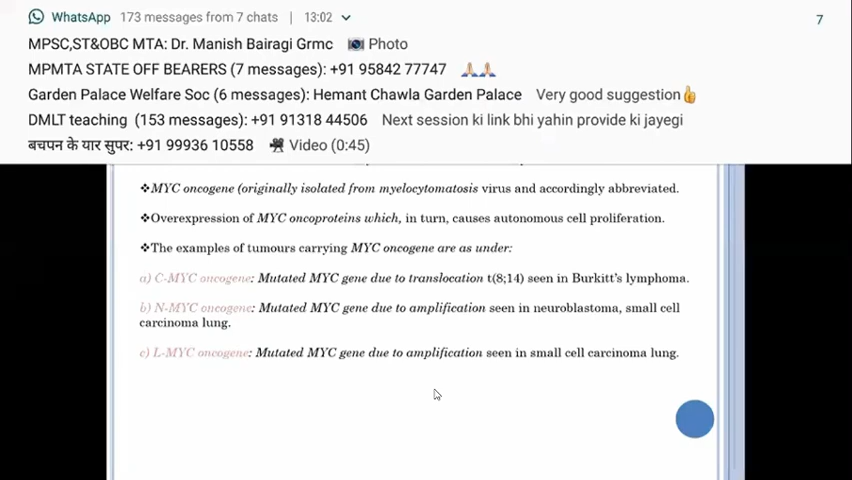 WhatsApp 173 messages from 7 chats | 13:02
7
MPSC,ST&OBC MTA: Dr. Manish Bairagi Grmc 📷 Photo
MPMTA STATE OFF BEARERS (7 messages): +91 95842 77747 🙏🙏
Garden Palace Welfare Soc (6 messages): Hemant Chawla Garden Palace Very good suggestion👍
DMLT teaching (153 messages): +91 91318 44506 Next session ki link bhi yahin provide ki jayegi
बचपन के यार सुपर: +91 99936 10558 🎥 Video (0:45)
❖MYC oncogene (originally isolated from myelocytomatosis virus and accordingly abbreviated.
❖Overexpression of MYC oncoproteins which, in turn, causes autonomous cell proliferation.
❖The examples of tumours carrying MYC oncogene are as under:
a) C-MYC oncogene: Mutated MYC gene due to translocation t(8;14) seen in Burkitt's lymphoma.
b) N-MYC oncogene: Mutated MYC gene due to amplification seen in neuroblastoma, small cell
carcinoma lung.
c) L-MYC oncogene: Mutated MYC gene due to amplification seen in small cell carcinoma lung.